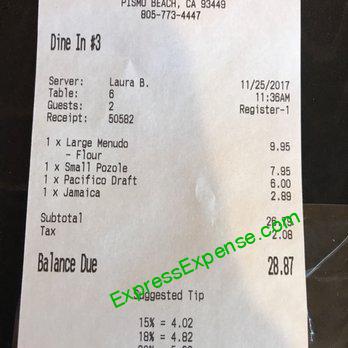 PISMO BEACH, CA 93449
805-773-4447
Dine In #3
Server: Laura B. 11/25/2017
Table: 6 11:36AM
Guests: 2 Register-1
Receipt: 50582
1 x Large Menudo 9.95
- Flour
1 x Small Pozole 7.95
1 x Pacifico Draft 6.00
1 x Jamaica 2.89
Subtotal 26.79
Tax 2.08
Balance Due 28.87
ExpressExpense.com
Suggested Tip
15% = 4.02
18% = 4.82